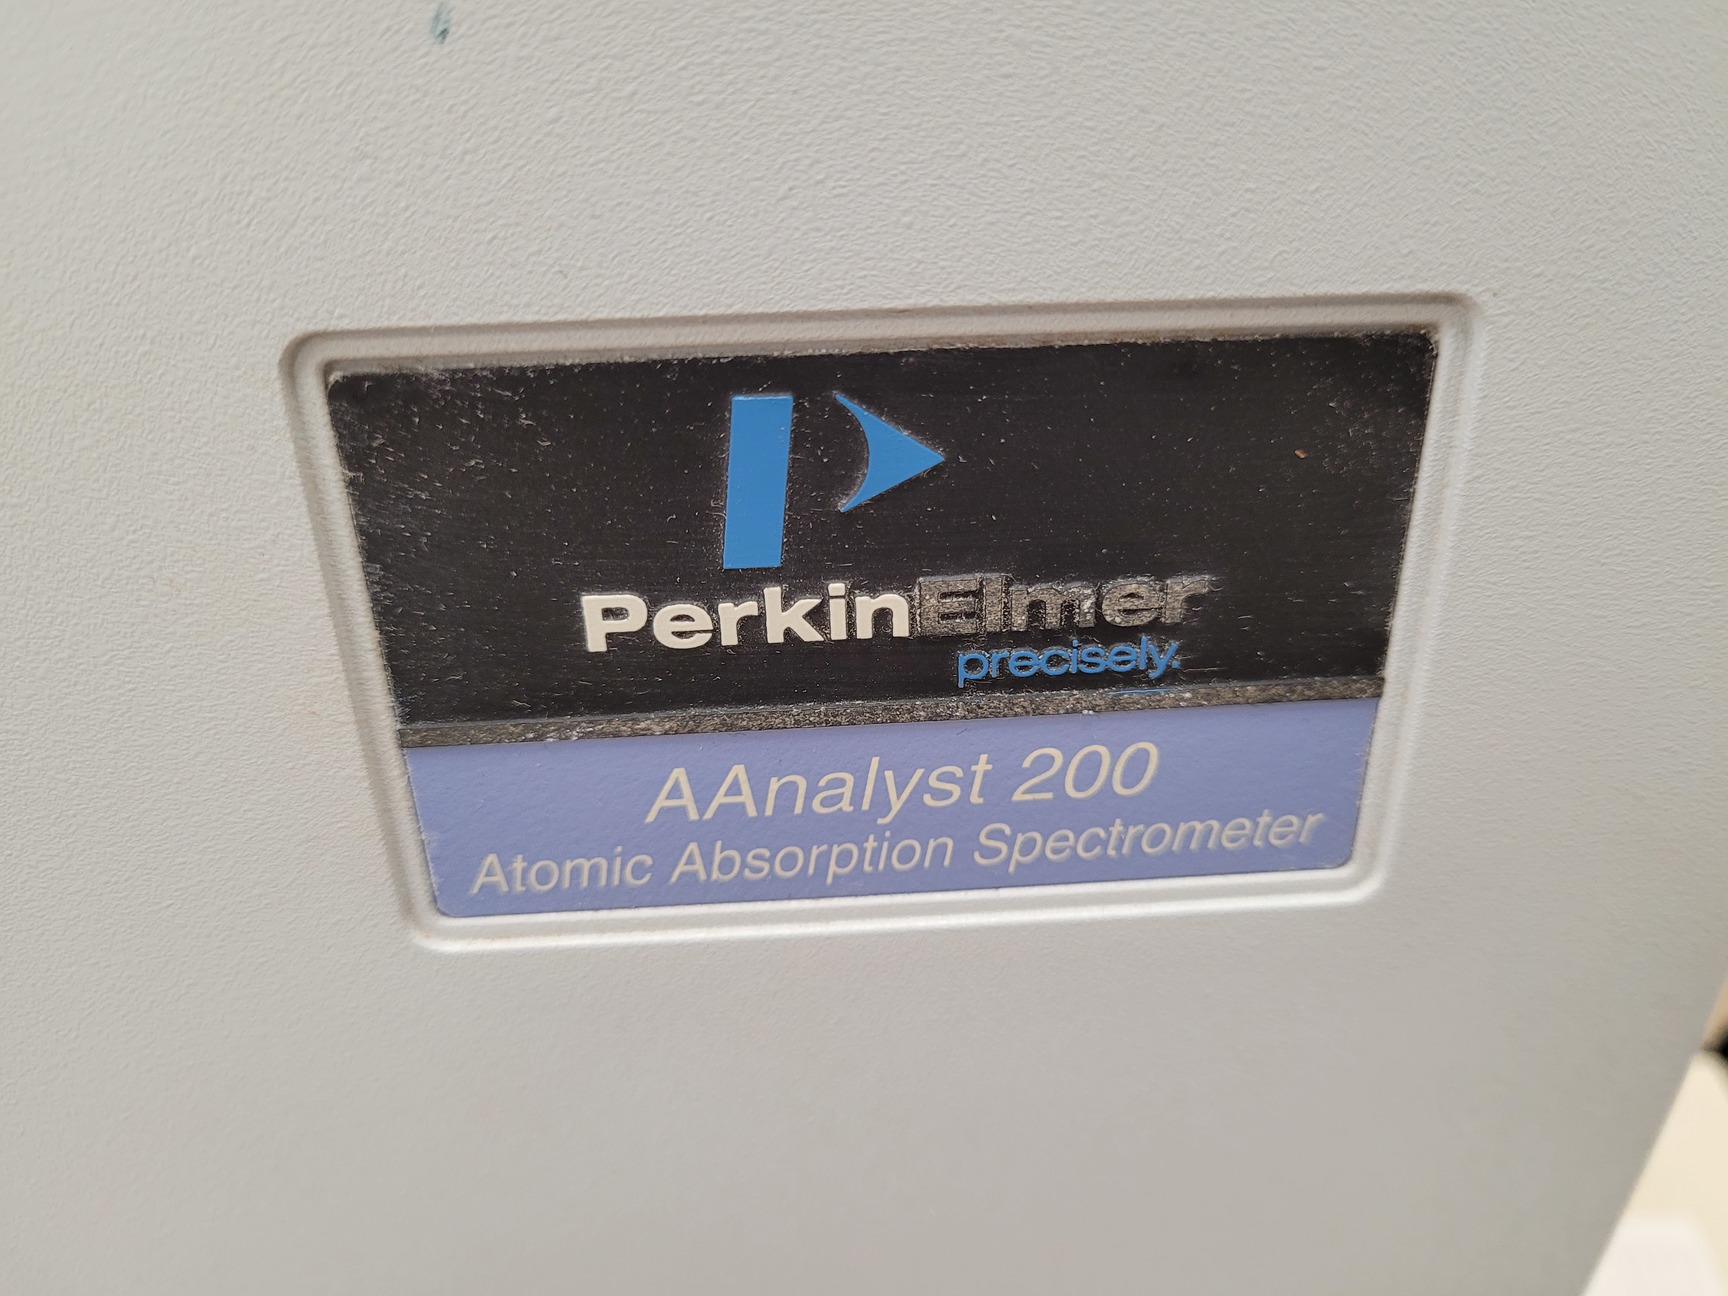 PerkinElmer
precisely.
AAnalyst 200
Atomic Absorption Spectrometer